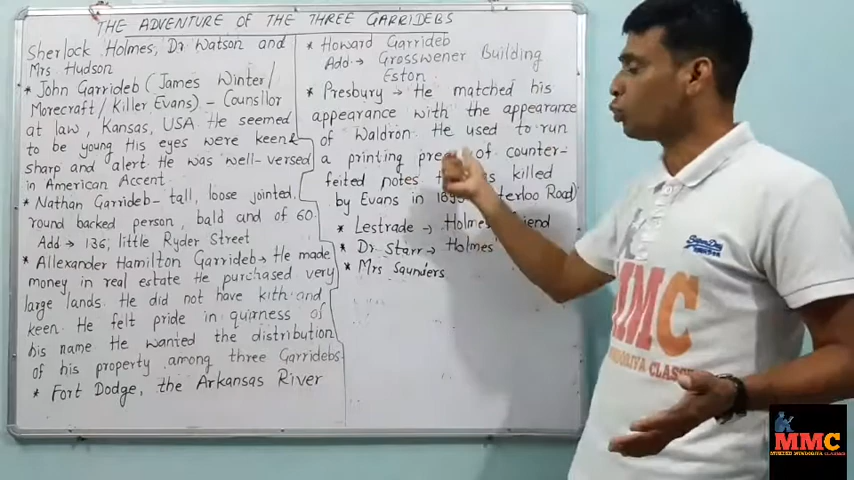 THE ADVENTURE OF THE THREE GARRIDEBS
Sherlock Holmes, Dr Watson and
Mrs Hudson
* John Garrideb (James Winter/
Morecraft/ Killer Evans) - Counsllor
at law, Kansas, USA. He seemed
to be young His eyes were keen &
sharp and alert. He was well-versed
in American Accent.
* Nathan Garrideb - tall, loose jointed,
round backed person, bald and of 60.
Add → 136, little Ryder Street
* Allexander Hamilton Garrideb → He made
money in real estate He purchased very
large lands. He did not have kith and
keen. He felt pride in quirness of
his name He wanted the distribution
of his property among three Garridebs
* Fort Dodge, the Arkansas River
* Howard Garrideb
Add → Grosswener Building
Eston
* Presbury → He matched his
appearance with the appearance
of Waldron. He used to run
a printing of counter-
feited notes killed
by Evans in Road)
* Lestrade → Holmes
* Dr Starr → Holmes'
* Mrs Saunders
MMC
MINDORIYA CLASSES
MMC